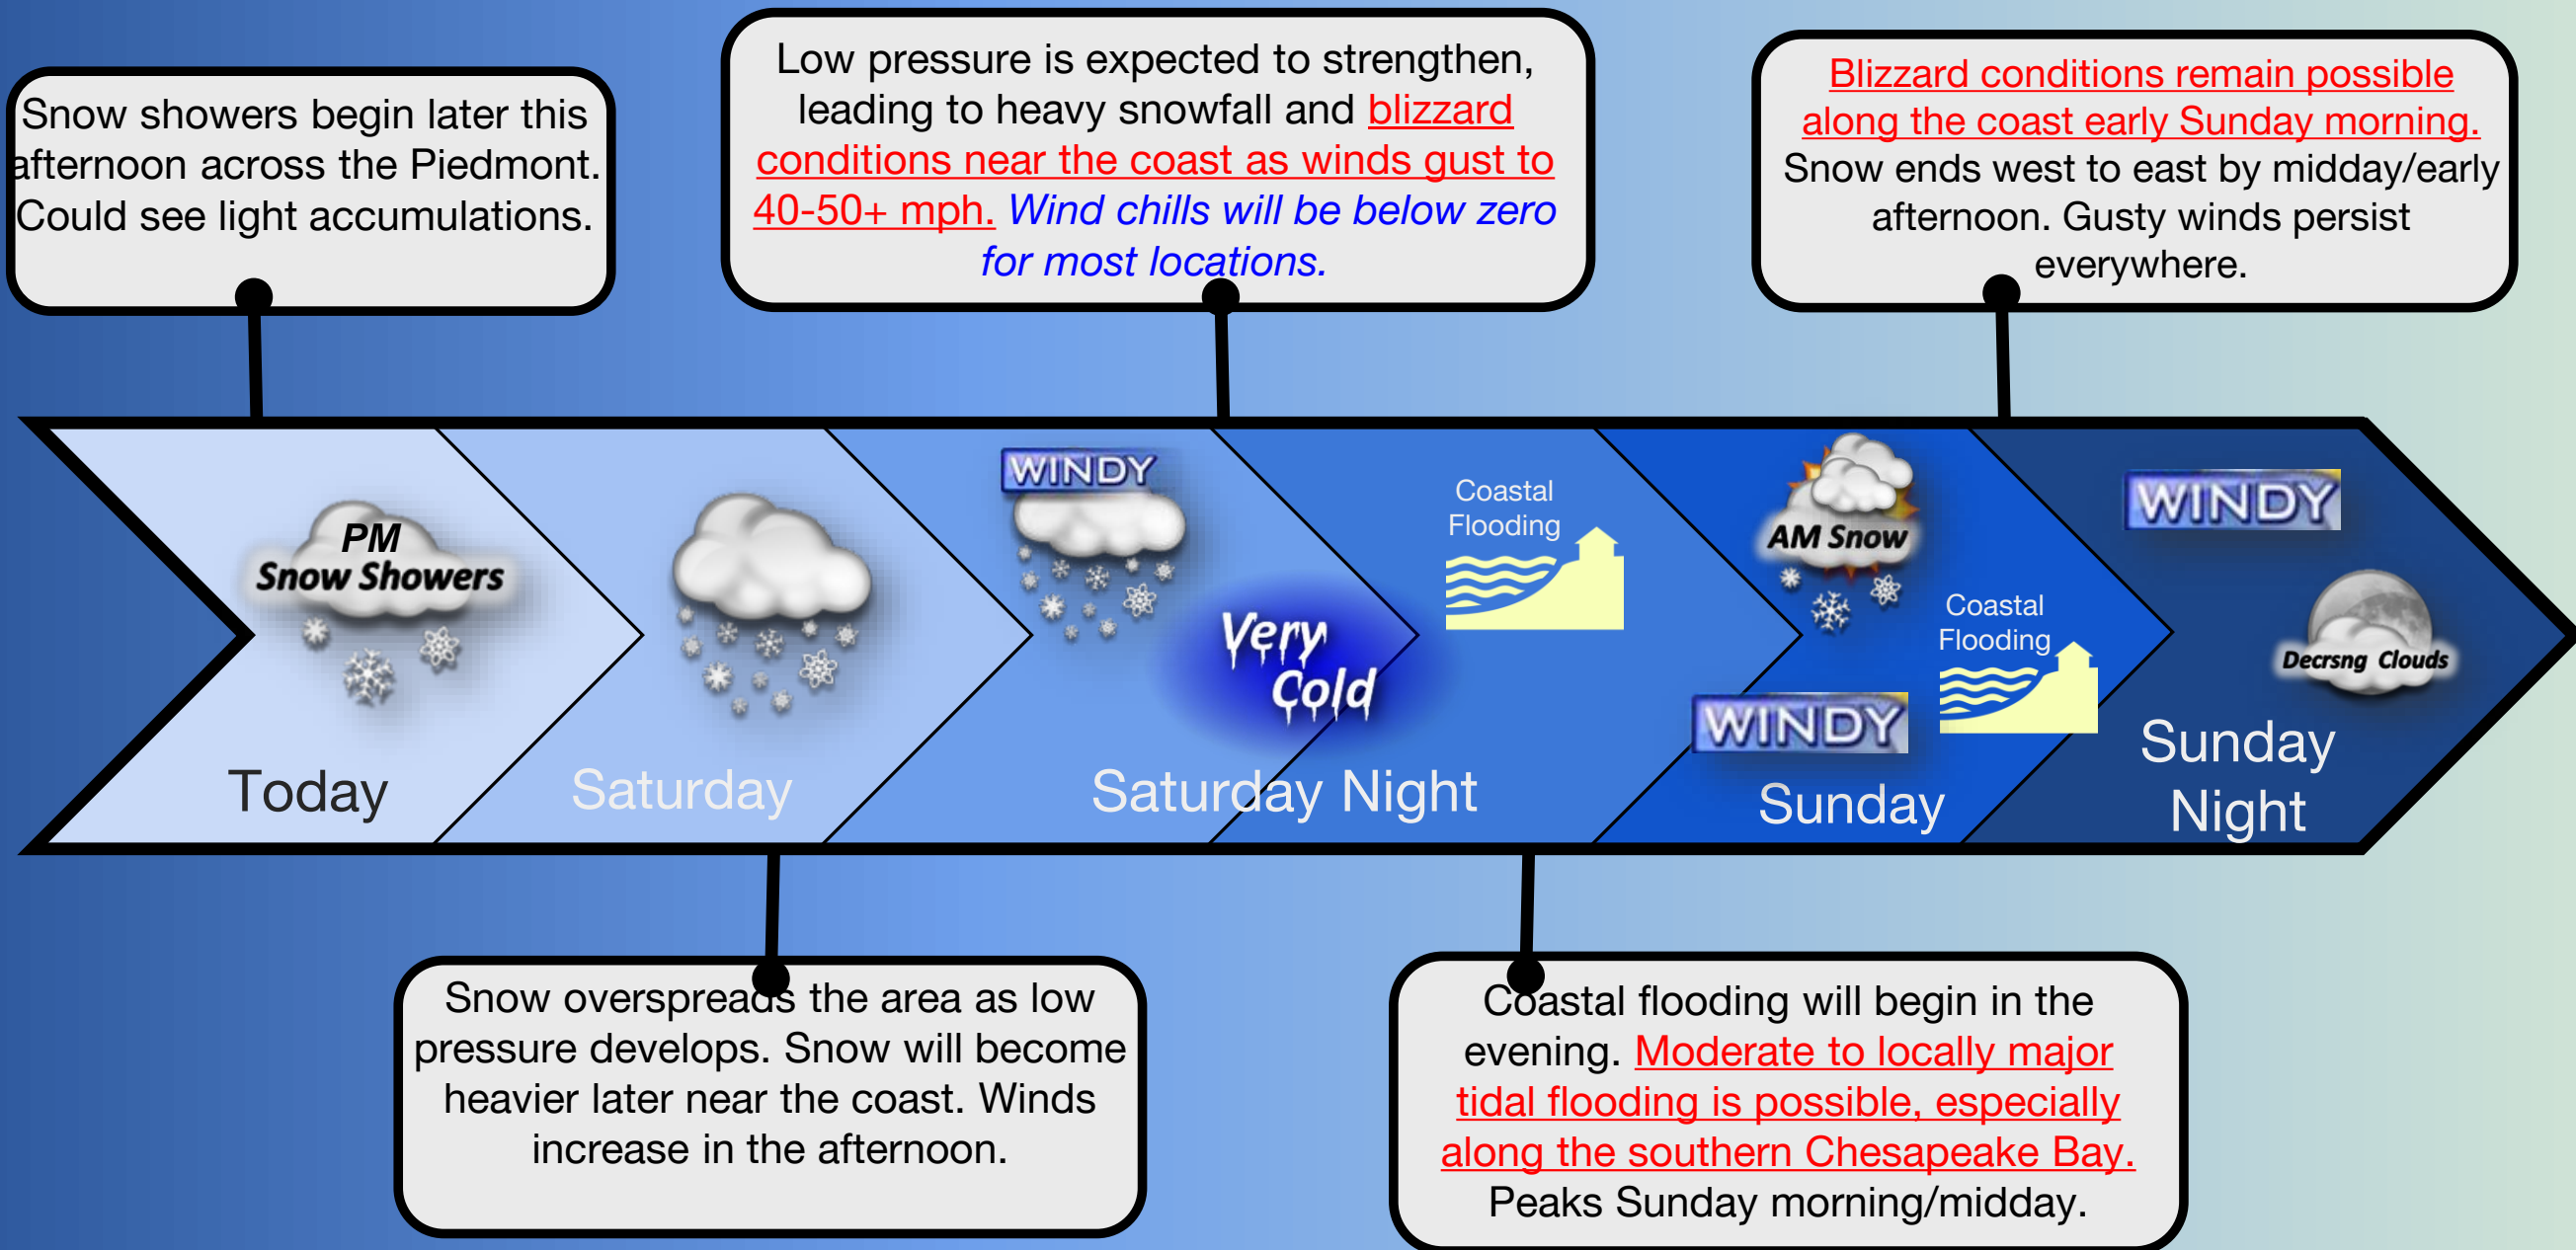 Snow showers begin later this
afternoon across the Piedmont.
Could see light accumulations.
Low pressure is expected to strengthen,
leading to heavy snowfall and blizzard
conditions near the coast as winds gust to
40-50+ mph. Wind chills will be below zero
for most locations.
Blizzard conditions remain possible
along the coast early Sunday morning.
Snow ends west to east by midday/early
afternoon. Gusty winds persist
everywhere.
PM
Snow Showers
Today
Saturday
WINDY
Very
Cold
Coastal
Flooding
Saturday Night
AM Snow
Coastal
Flooding
WINDY
Sunday
WINDY
Decrsng Clouds
Sunday
Night
Snow overspreads the area as low
pressure develops. Snow will become
heavier later near the coast. Winds
increase in the afternoon.
Coastal flooding will begin in the
evening. Moderate to locally major
tidal flooding is possible, especially
along the southern Chesapeake Bay.
Peaks Sunday morning/midday.